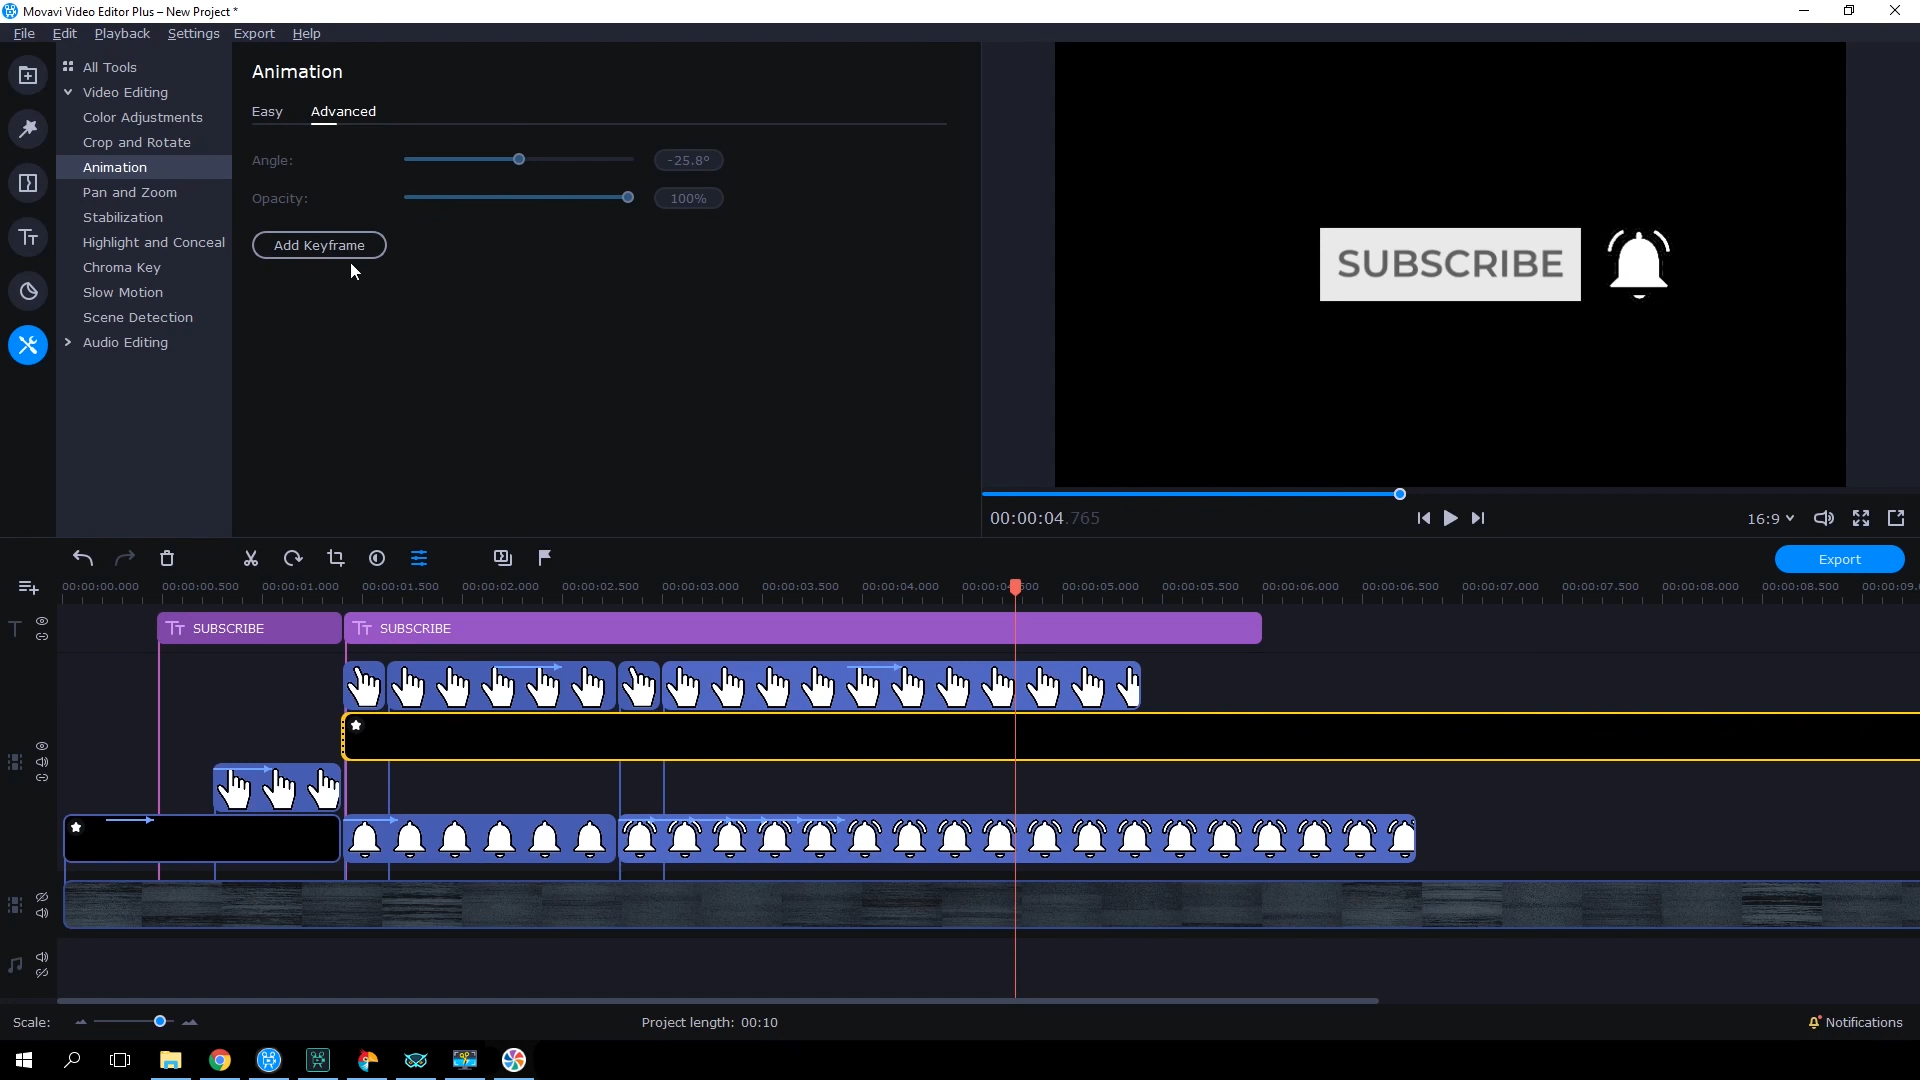 Movavi Video Editor Plus – New Project *
File Edit Playback Settings Export Help
All Tools
Video Editing
Color Adjustments
Crop and Rotate
Animation
Pan and Zoom
Stabilization
Highlight and Conceal
Chroma Key
Slow Motion
Scene Detection
Audio Editing
Animation
Easy Advanced
Angle: -25.8°
Opacity: 100%
Add Keyframe
SUBSCRIBE
00:00:04.765
16:9
Export
00:00:00.000 00:00:00.500 00:00:01.000 00:00:01.500 00:00:02.000 00:00:02.500 00:00:03.000 00:00:03.500 00:00:04.000 00:00:05.000 00:00:05.500 00:00:06.000 00:00:06.500 00:00:07.000 00:00:07.500 00:00:08.000 00:00:08.500 00:00:09.
Tт SUBSCRIBE Tт SUBSCRIBE
Scale:
Project length: 00:10
Notifications